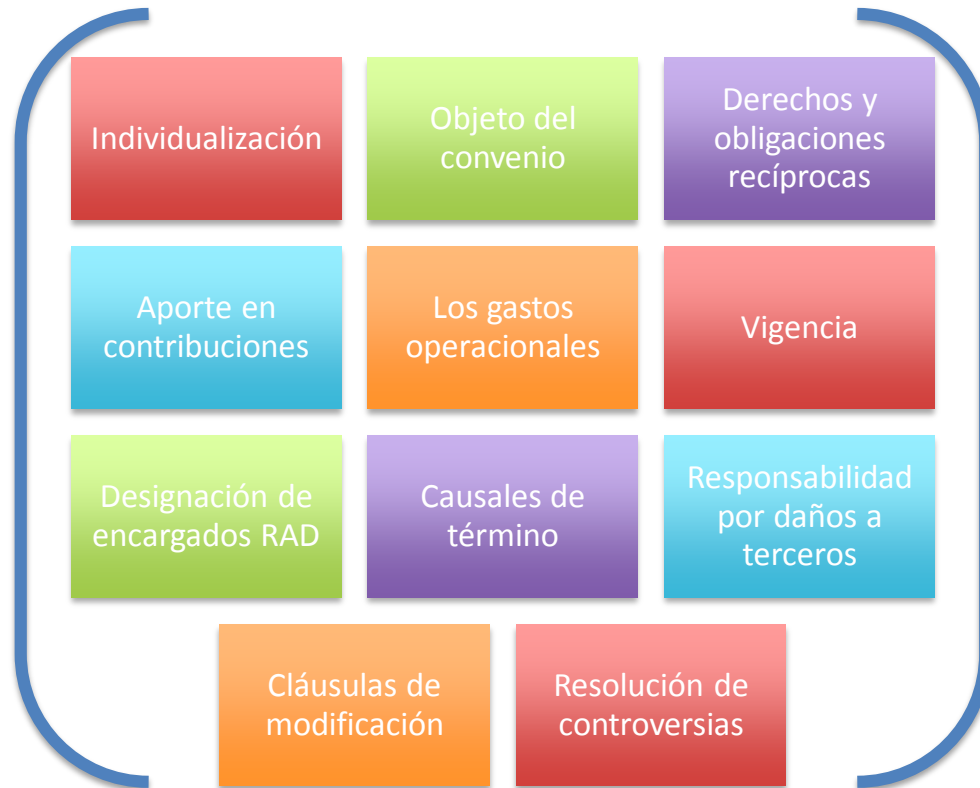 Individualización
Objeto del
convenio
Derechos y
obligaciones
recíprocas
Aporte en
contribuciones
Los gastos
operacionales
Vigencia
Designación de
encargados RAD
Causales de
término
Responsabilidad
por daños a
terceros
Cláusulas de
modificación
Resolución de
controversias